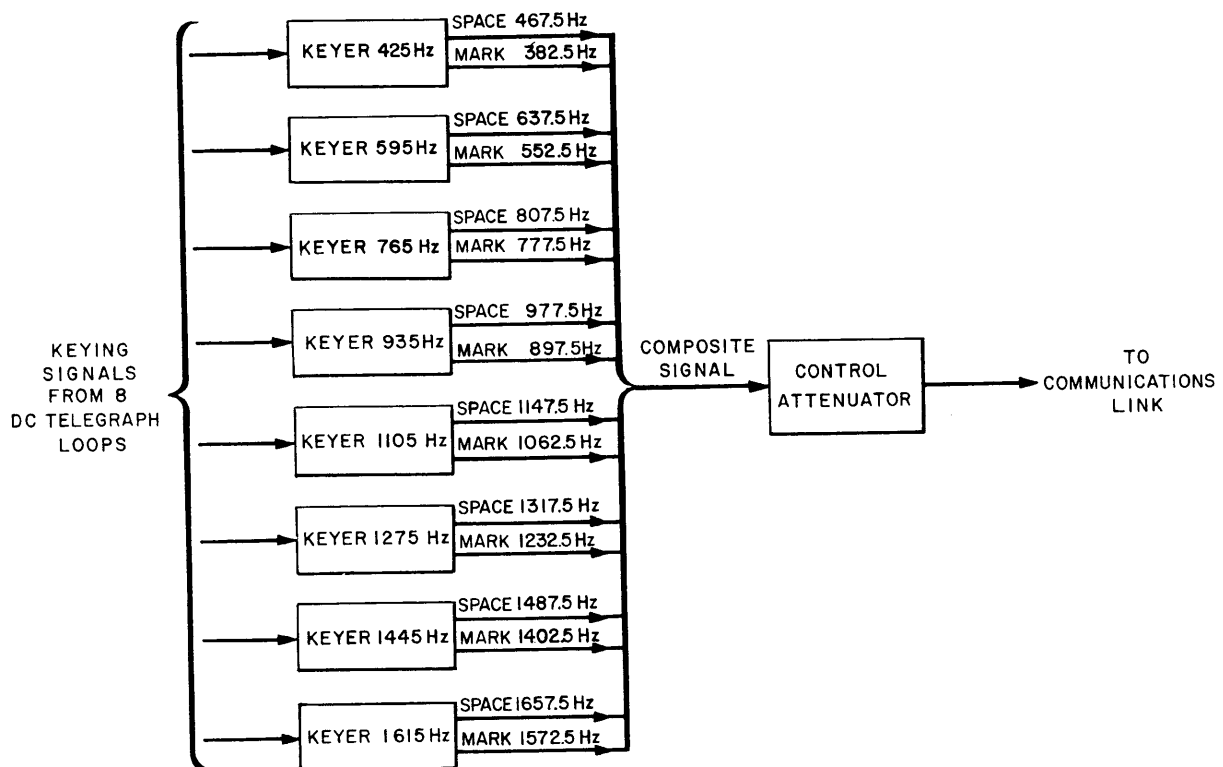 KEYING
SIGNALS
FROM 8
DC TELEGRAPH
LOOPS
KEYER 425 Hz
SPACE 467.5 Hz
MARK 382.5 Hz
KEYER 595 Hz
SPACE 637.5 Hz
MARK 552.5 Hz
KEYER 765 Hz
SPACE 807.5 Hz
MARK 777.5 Hz
KEYER 935 Hz
SPACE 977.5 Hz
MARK 897.5 Hz
KEYER 1105 Hz
SPACE 1147.5 Hz
MARK 1062.5 Hz
KEYER 1275 Hz
SPACE 1317.5 Hz
MARK 1232.5 Hz
KEYER 1445 Hz
SPACE 1487.5 Hz
MARK 1402.5 Hz
KEYER 1615 Hz
SPACE 1657.5 Hz
MARK 1572.5 Hz
COMPOSITE
SIGNAL
CONTROL
ATTENUATOR
TO
COMMUNICATIONS
LINK